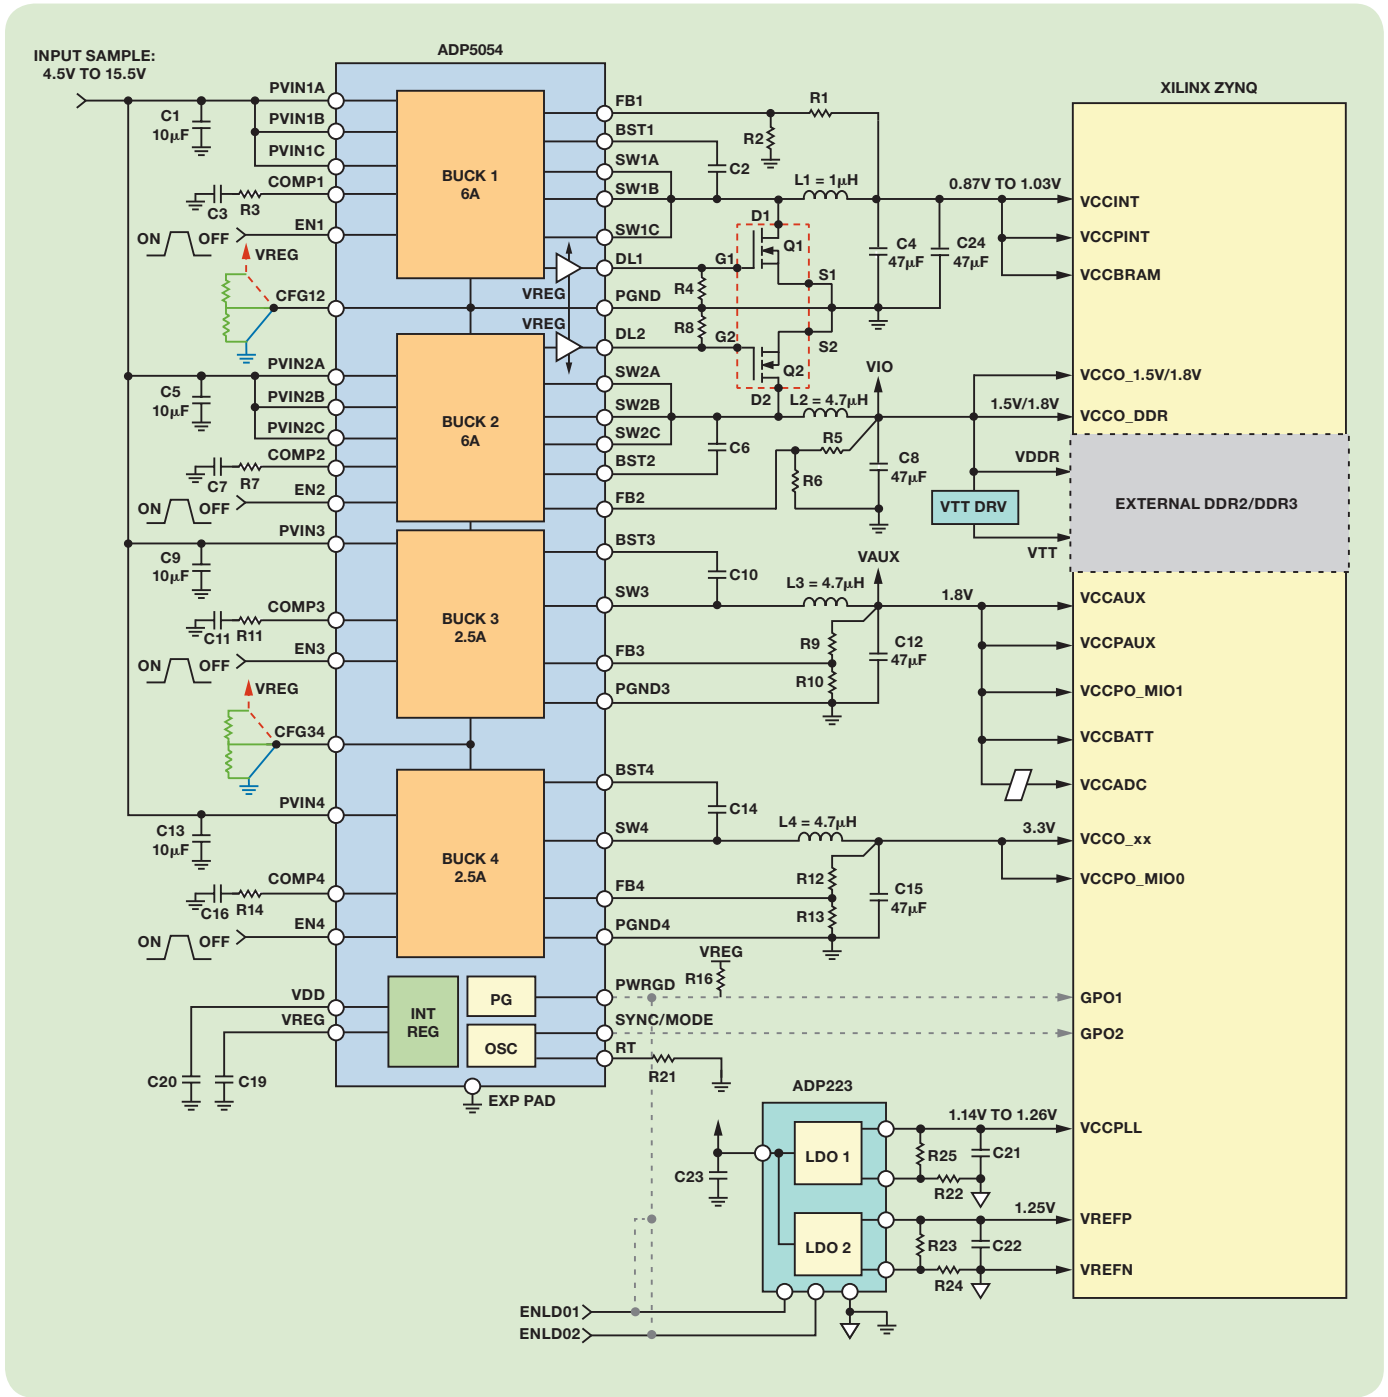 INPUT SAMPLE:
4.5V TO 15.5V
ADP5054
XILINX ZYNQ
PVIN1A
C1
10µF
PVIN1B
PVIN1C
COMP1
C3
R3
EN1
ON
OFF
VREG
CFG12
PVIN2A
C5
10µF
PVIN2B
PVIN2C
COMP2
C7
R7
EN2
ON
OFF
PVIN3
C9
10µF
COMP3
C11
R11
EN3
ON
OFF
VREG
CFG34
PVIN4
C13
10µF
COMP4
C16
R14
EN4
ON
OFF
VDD
VREG
C20
C19
BUCK 1
6A
VREG
VREG
BUCK 2
6A
BUCK 3
2.5A
BUCK 4
2.5A
INT
REG
PG
OSC
EXP PAD
FB1
BST1
SW1A
SW1B
SW1C
DL1
PGND
DL2
SW2A
SW2B
SW2C
BST2
FB2
BST3
SW3
FB3
PGND3
BST4
SW4
FB4
PGND4
PWRGD
SYNC/MODE
RT
R1
R2
C2
L1 = 1µH
0.87V TO 1.03V
D1
Q1
G1
S1
R4
R8
G2
S2
Q2
D2
C4
47µF
C24
47µF
VIO
L2 = 4.7µH
1.5V/1.8V
C6
R5
R6
C8
47µF
VDDR
VTT DRV
VTT
C10
VAUX
L3 = 4.7µH
1.8V
R9
R10
C12
47µF
C14
L4 = 4.7µH
3.3V
R12
R13
C15
47µF
VREG
R16
R21
VCCINT
VCCPINT
VCCBRAM
VCCO_1.5V/1.8V
VCCO_DDR
EXTERNAL DDR2/DDR3
VCCAUX
VCCPAUX
VCCPO_MIO1
VCCBATT
VCCADC
VCCO_xx
VCCPO_MIO0
GPO1
GPO2
VCCPLL
VREFP
VREFN
ADP223
LDO 1
LDO 2
C23
1.14V TO 1.26V
R25
C21
R22
1.25V
R23
C22
R24
ENLD01
ENLD02